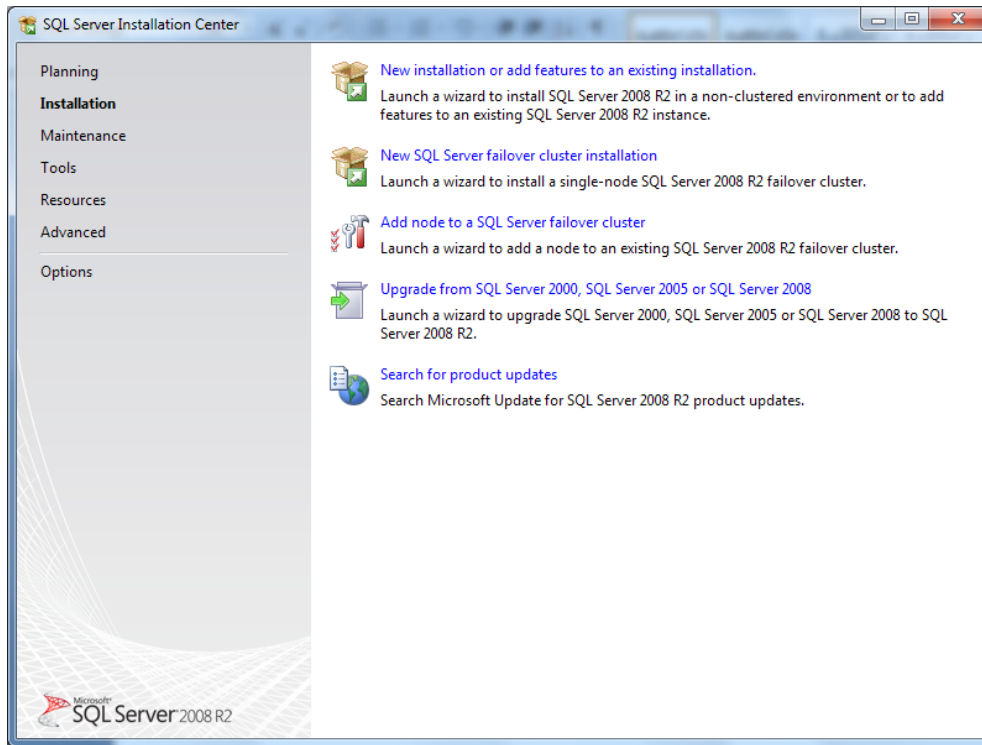 SQL Server Installation Center
Planning
Installation
Maintenance
Tools
Resources
Advanced
Options
New installation or add features to an existing installation.
Launch a wizard to install SQL Server 2008 R2 in a non-clustered environment or to add
features to an existing SQL Server 2008 R2 instance.
New SQL Server failover cluster installation
Launch a wizard to install a single-node SQL Server 2008 R2 failover cluster.
Add node to a SQL Server failover cluster
Launch a wizard to add a node to an existing SQL Server 2008 R2 failover cluster.
Upgrade from SQL Server 2000, SQL Server 2005 or SQL Server 2008
Launch a wizard to upgrade SQL Server 2000, SQL Server 2005 or SQL Server 2008 to SQL
Server 2008 R2.
Search for product updates
Search Microsoft Update for SQL Server 2008 R2 product updates.
Microsoft
SQL Server 2008 R2